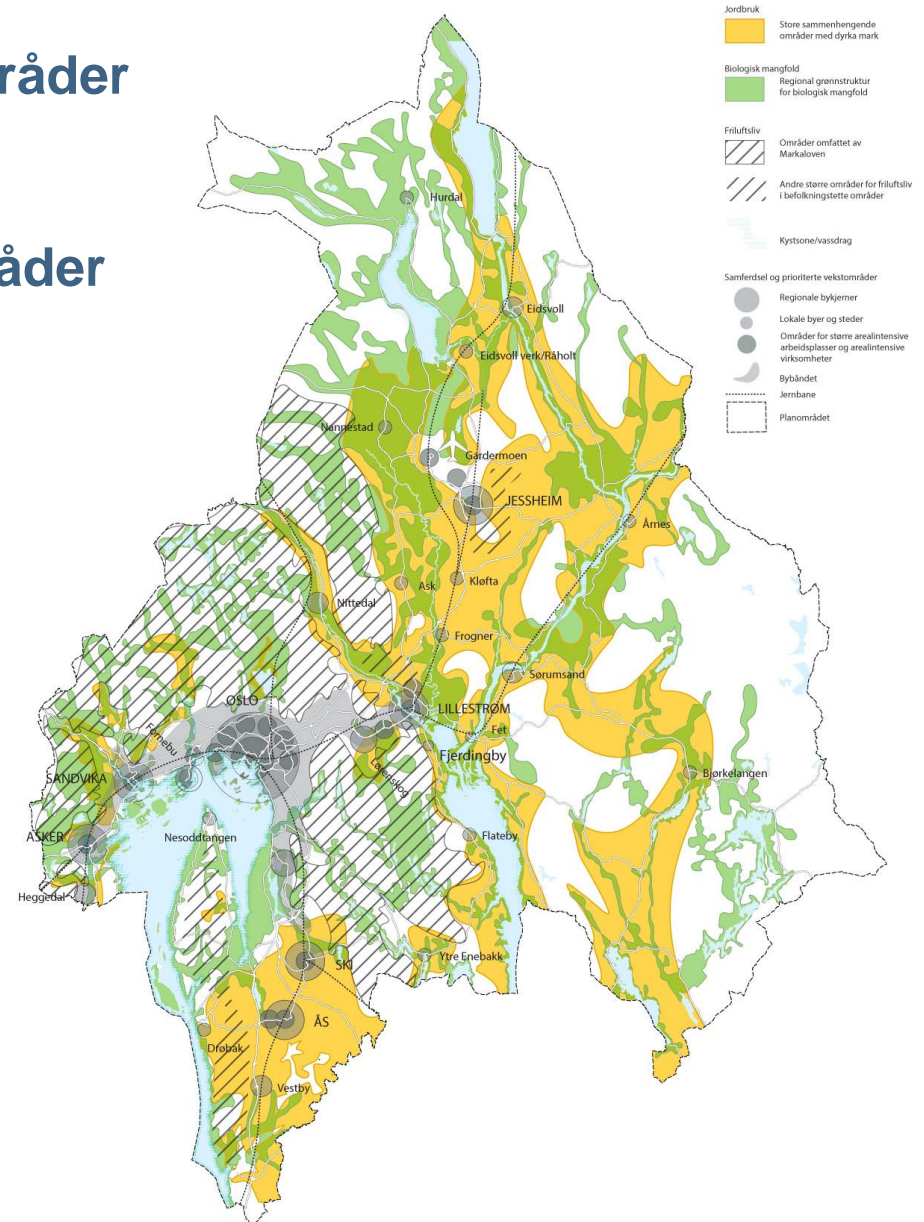 råder
åder
Jordbruk
Store sammenhengende
områder med dyrka mark
Biologisk mangfold
Regional grønnstruktur
for biologisk mangfold
Friluftsliv
Områder omfattet av
Markaloven
Andre større områder for friluftsliv
i befolkningstette områder
Kystsone/vassdrag
Samferdsel og prioriterte vekstområder
Regionale bykjerner
Lokale byer og steder
Områder for større arealintensive
arbeidsplasser og arealintensive
virksomheter
Bybåndet
Jernbane
Planområdet
Hurdal
Eidsvoll
Eidsvoll verk/Råholt
Nannestad
Gardermoen
JESSHEIM
Årnes
Ask
Kløfta
Nittedal
Frogner
Sørumsand
OSLO
LILLESTRØM
Fornebu
Fet
Fjerdingby
Lørenskog
SANDVIKA
Bjørkelangen
ASKER
Nesoddtangen
Flateby
Heggedal
Ytre Enebakk
SKI
ÅS
Drøbak
Vestby